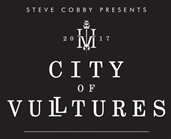 STEVE COBBY PRESENTS
20 17
CITY
OF
VULTURES